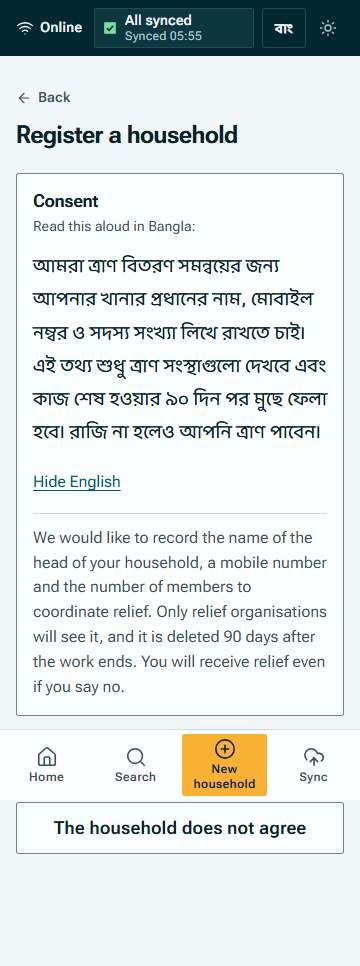 Online
All synced
Synced 05:55
বাং
Back
Register a household
Consent
Read this aloud in Bangla:
আমরা ত্রাণ বিতরণ সমন্বয়ের জন্য
আপনার খানার প্রধানের নাম, মোবাইল
নম্বর ও সদস্য সংখ্যা লিখে রাখতে চাই।
এই তথ্য শুধু ত্রাণ সংস্থাগুলো দেখবে এবং
কাজ শেষ হওয়ার ৯০ দিন পর মুছে ফেলা
হবে। রাজি না হলেও আপনি ত্রাণ পাবেন।
Hide English
We would like to record the name of the
head of your household, a mobile number
and the number of members to
coordinate relief. Only relief organisations
will see it, and it is deleted 90 days after
the work ends. You will receive relief even
if you say no.
Home
Search
New
household
Sync
The household does not agree